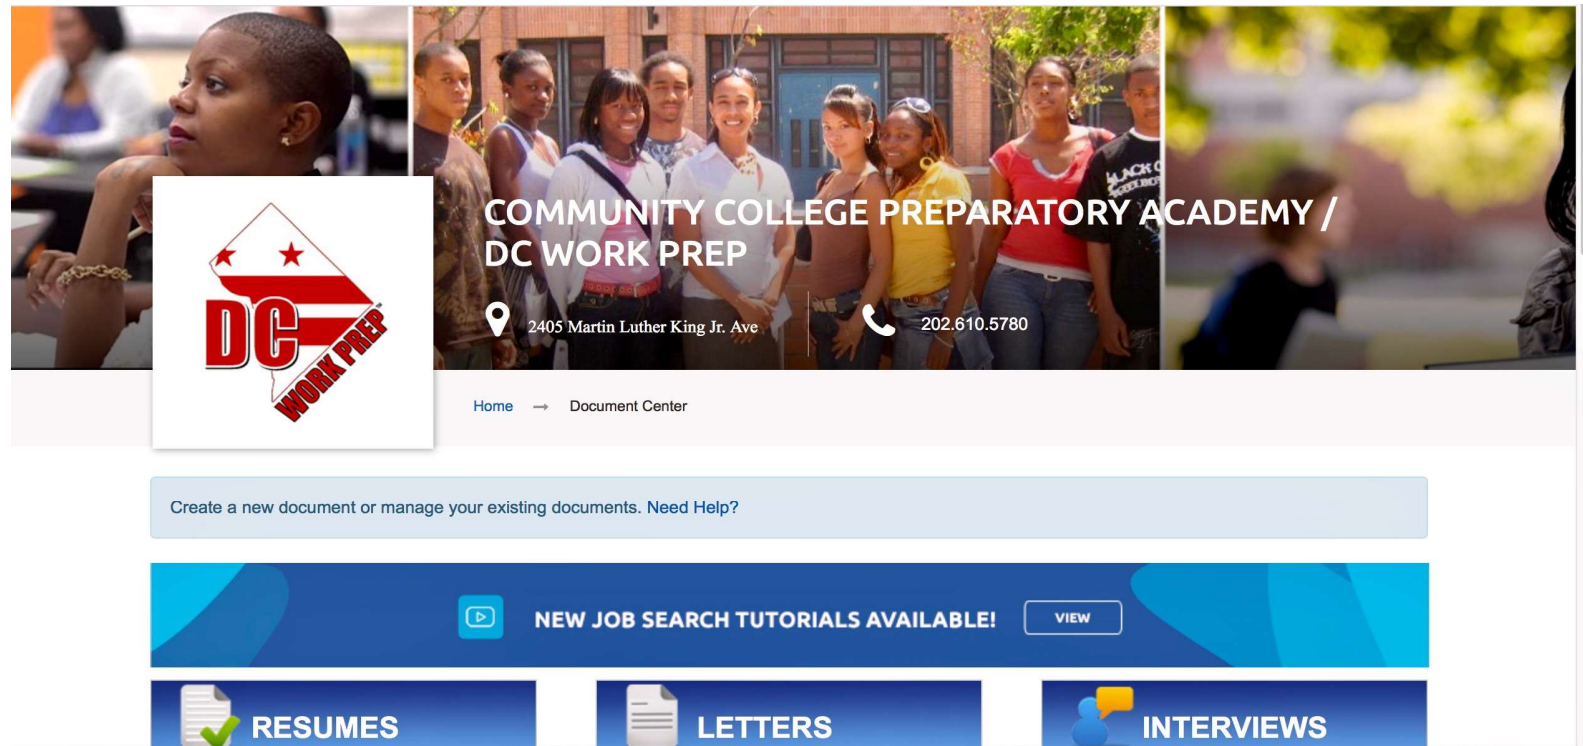 COMMUNITY COLLEGE PREPARATORY ACADEMY /
DC WORK PREP
2405 Martin Luther King Jr. Ave
202.610.5780
DC
WORK PREP
Home → Document Center
Create a new document or manage your existing documents. Need Help?
NEW JOB SEARCH TUTORIALS AVAILABLE!
VIEW
RESUMES
LETTERS
INTERVIEWS